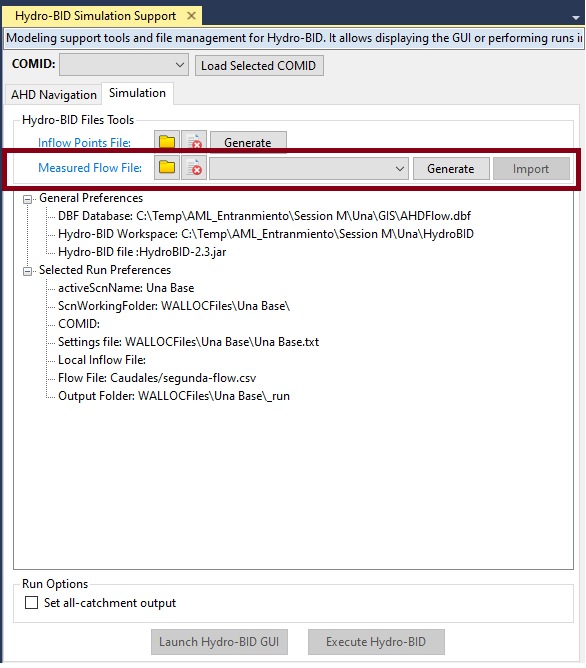 Hydro-BID Simulation Support
Modeling support tools and file management for Hydro-BID. It allows displaying the GUI or performing runs in
COMID:
Load Selected COMID
AHD Navigation
Simulation
Hydro-BID Files Tools
Inflow Points File:
Generate
Measured Flow File:
Generate
Import
General Preferences
DBF Database: C:\Temp\AML_Entranmiento\Session M\Una\GIS\AHDFlow.dbf
Hydro-BID Workspace: C:\Temp\AML_Entranmiento\Session M\Una\HydroBID
Hydro-BID file :HydroBID-2.3.jar
Selected Run Preferences
activeScnName: Una Base
ScnWorkingFolder: WALLOCFiles\Una Base\
COMID:
Settings file: WALLOCFiles\Una Base\Una Base.txt
Local Inflow File:
Flow File: Caudales/segunda-flow.csv
Output Folder: WALLOCFiles\Una Base\_run
Run Options
Set all-catchment output
Launch Hydro-BID GUI
Execute Hydro-BID